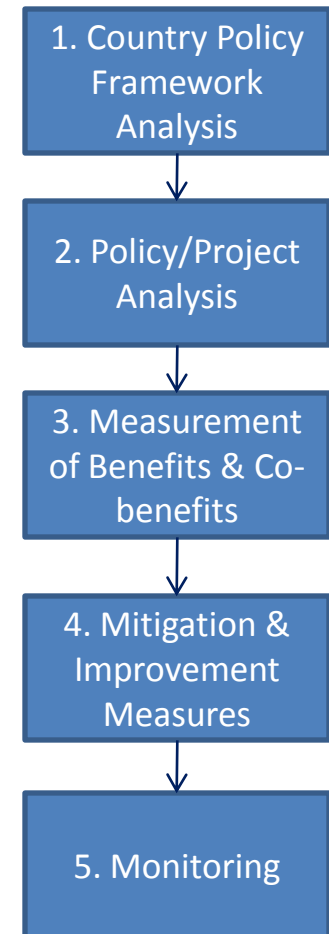 1. Country Policy
Framework
Analysis
2. Policy/Project
Analysis
3. Measurement
of Benefits & Co-
benefits
4. Mitigation &
Improvement
Measures
5. Monitoring